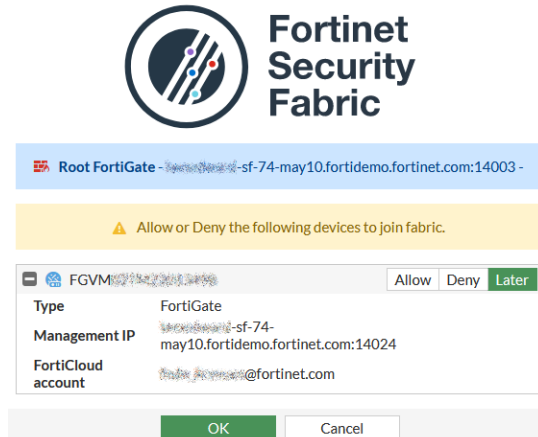 Fortinet
Security
Fabric
Root FortiGate - -sf-74-may10.fortidemo.fortinet.com:14003 -
Allow or Deny the following devices to join fabric.
FGVM Allow Deny Later
Type FortiGate
Management IP -sf-74-
may10.fortidemo.fortinet.com:14024
FortiCloud
account @fortinet.com
OK Cancel